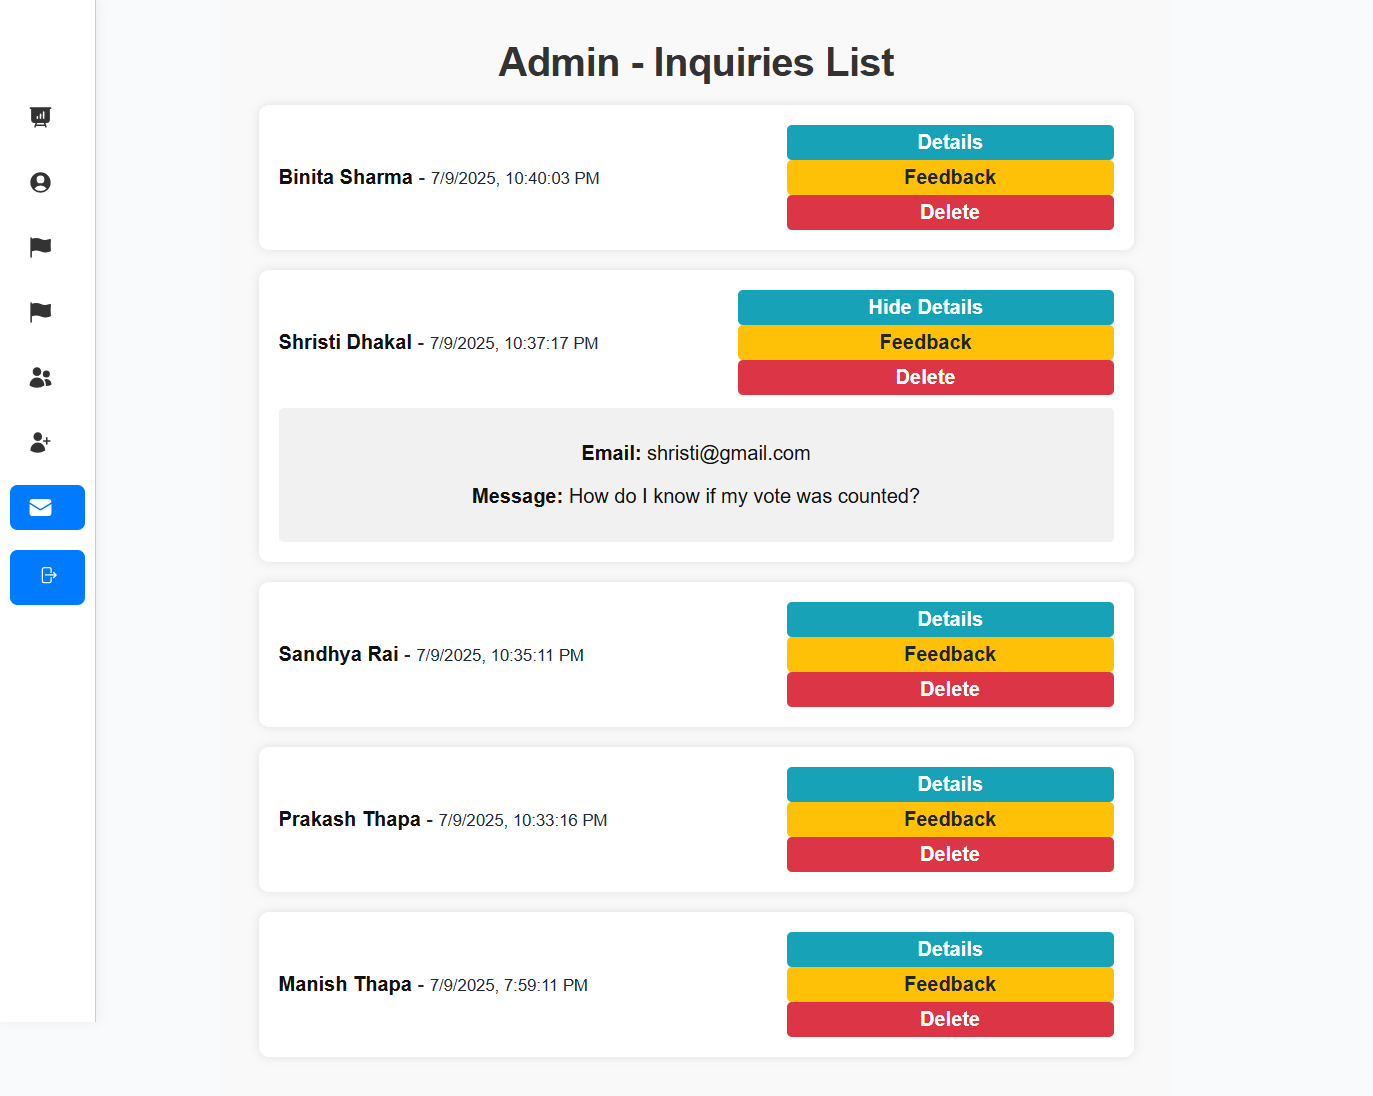 Admin - Inquiries List
Binita Sharma - 7/9/2025, 10:40:03 PM
Details
Feedback
Delete
Shristi Dhakal - 7/9/2025, 10:37:17 PM
Hide Details
Feedback
Delete
Email: shristi@gmail.com
Message: How do I know if my vote was counted?
Sandhya Rai - 7/9/2025, 10:35:11 PM
Details
Feedback
Delete
Prakash Thapa - 7/9/2025, 10:33:16 PM
Details
Feedback
Delete
Manish Thapa - 7/9/2025, 7:59:11 PM
Details
Feedback
Delete